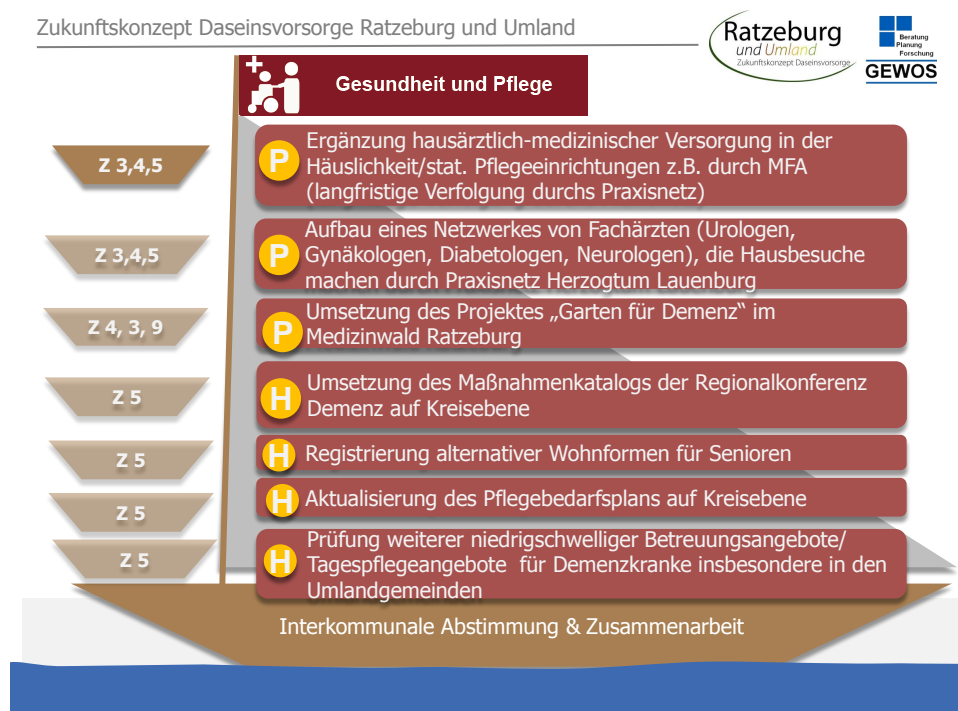 Zukunftskonzept Daseinsvorsorge Ratzeburg und Umland
Ratzeburg
und Umland
Zukunftskonzept Daseinsvorsorge
Beratung
Planung
Forschung
GEWOS
Gesundheit und Pflege
Z 3,4,5
P
Ergänzung hausärztlich-medizinischer Versorgung in der
Häuslichkeit/stat. Pflegeeinrichtungen z.B. durch MFA
(langfristige Verfolgung durchs Praxisnetz)
Z 3,4,5
P
Aufbau eines Netzwerkes von Fachärzten (Urologen,
Gynäkologen, Diabetologen, Neurologen), die Hausbesuche
machen durch Praxisnetz Herzogtum Lauenburg
Z 4, 3, 9
P
Umsetzung des Projektes „Garten für Demenz“ im
Medizinwald Ratzeburg
Z 5
H
Umsetzung des Maßnahmenkatalogs der Regionalkonferenz
Demenz auf Kreisebene
Z 5
H
Registrierung alternativer Wohnformen für Senioren
Z 5
H
Aktualisierung des Pflegebedarfsplans auf Kreisebene
Z 5
H
Prüfung weiterer niedrigschwelliger Betreuungsangebote/
Tagespflegeangebote für Demenzkranke insbesondere in den
Umlandgemeinden
Interkommunale Abstimmung & Zusammenarbeit